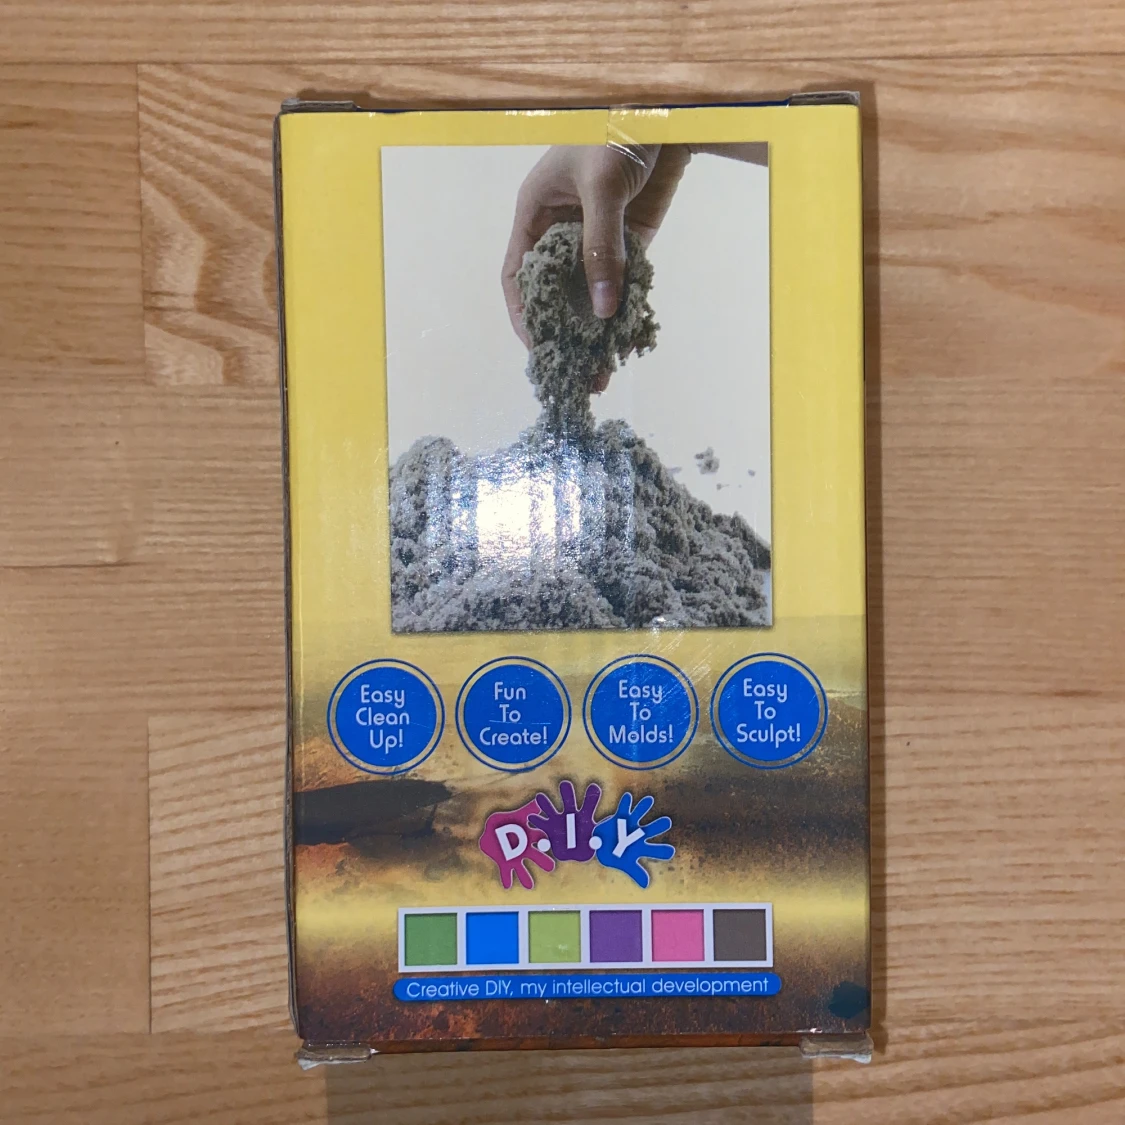 Easy
Clean
Up!
Fun
To
Create!
Easy
To
Molds!
Easy
To
Sculpt!
D.I.Y
Creative DIY, my intellectual development